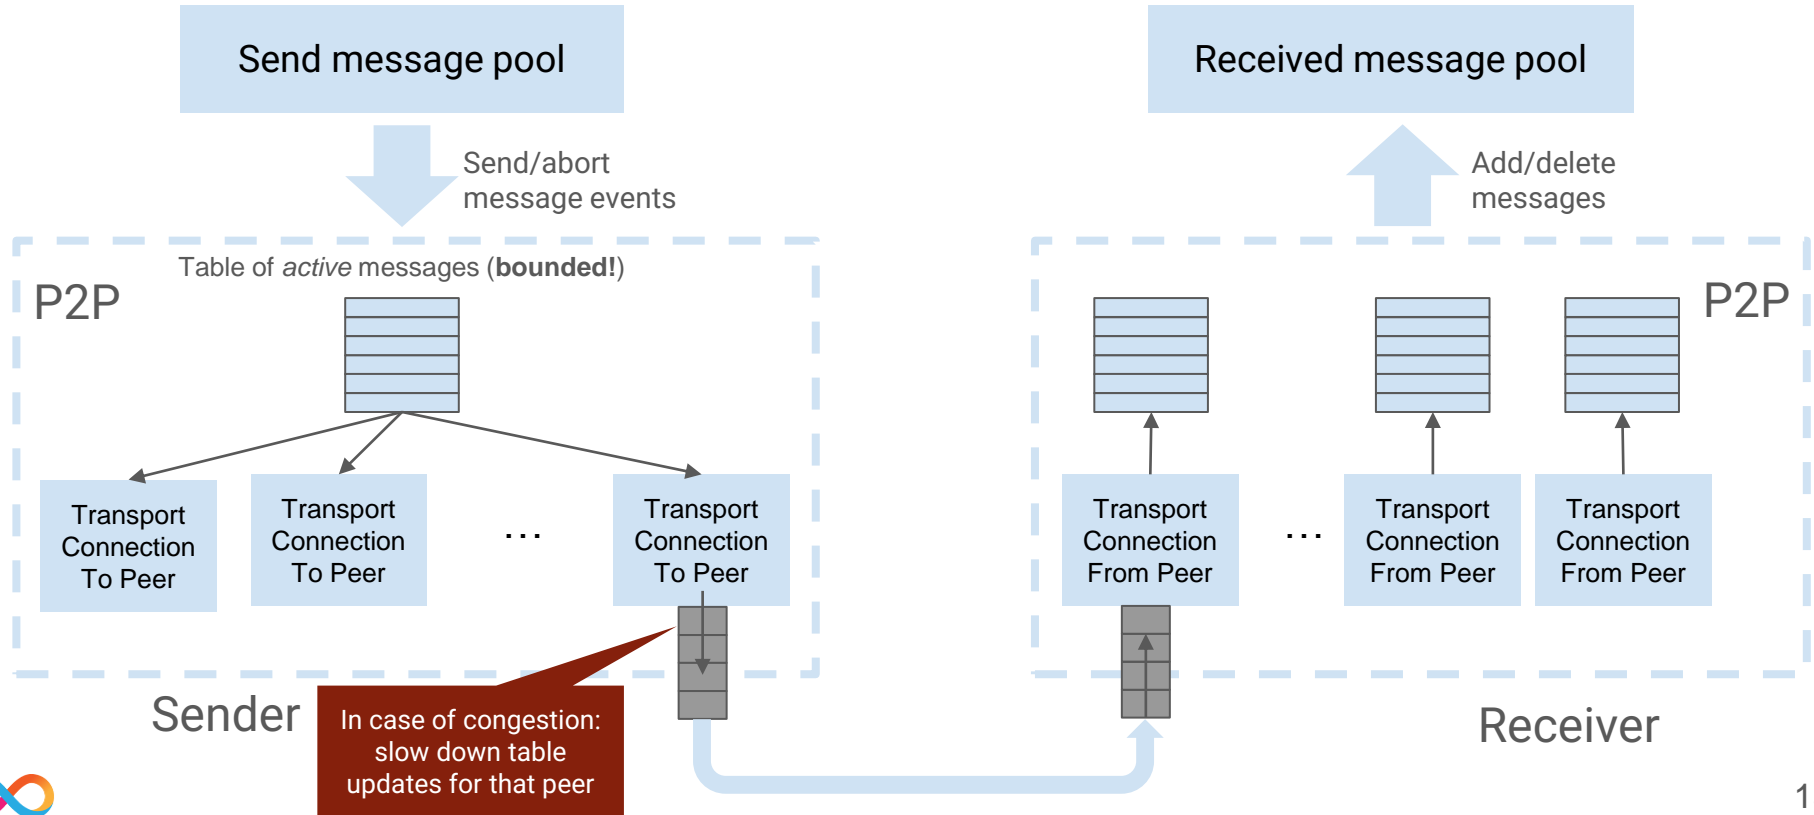 Send message pool
Received message pool
Send/abort
message events
Add/delete
messages
Table of active messages (bounded!)
P2P
P2P
Transport
Connection
To Peer
Transport
Connection
To Peer
...
Transport
Connection
To Peer
Transport
Connection
From Peer
...
Transport
Connection
From Peer
Transport
Connection
From Peer
Sender
In case of congestion:
slow down table
updates for that peer
Receiver
1